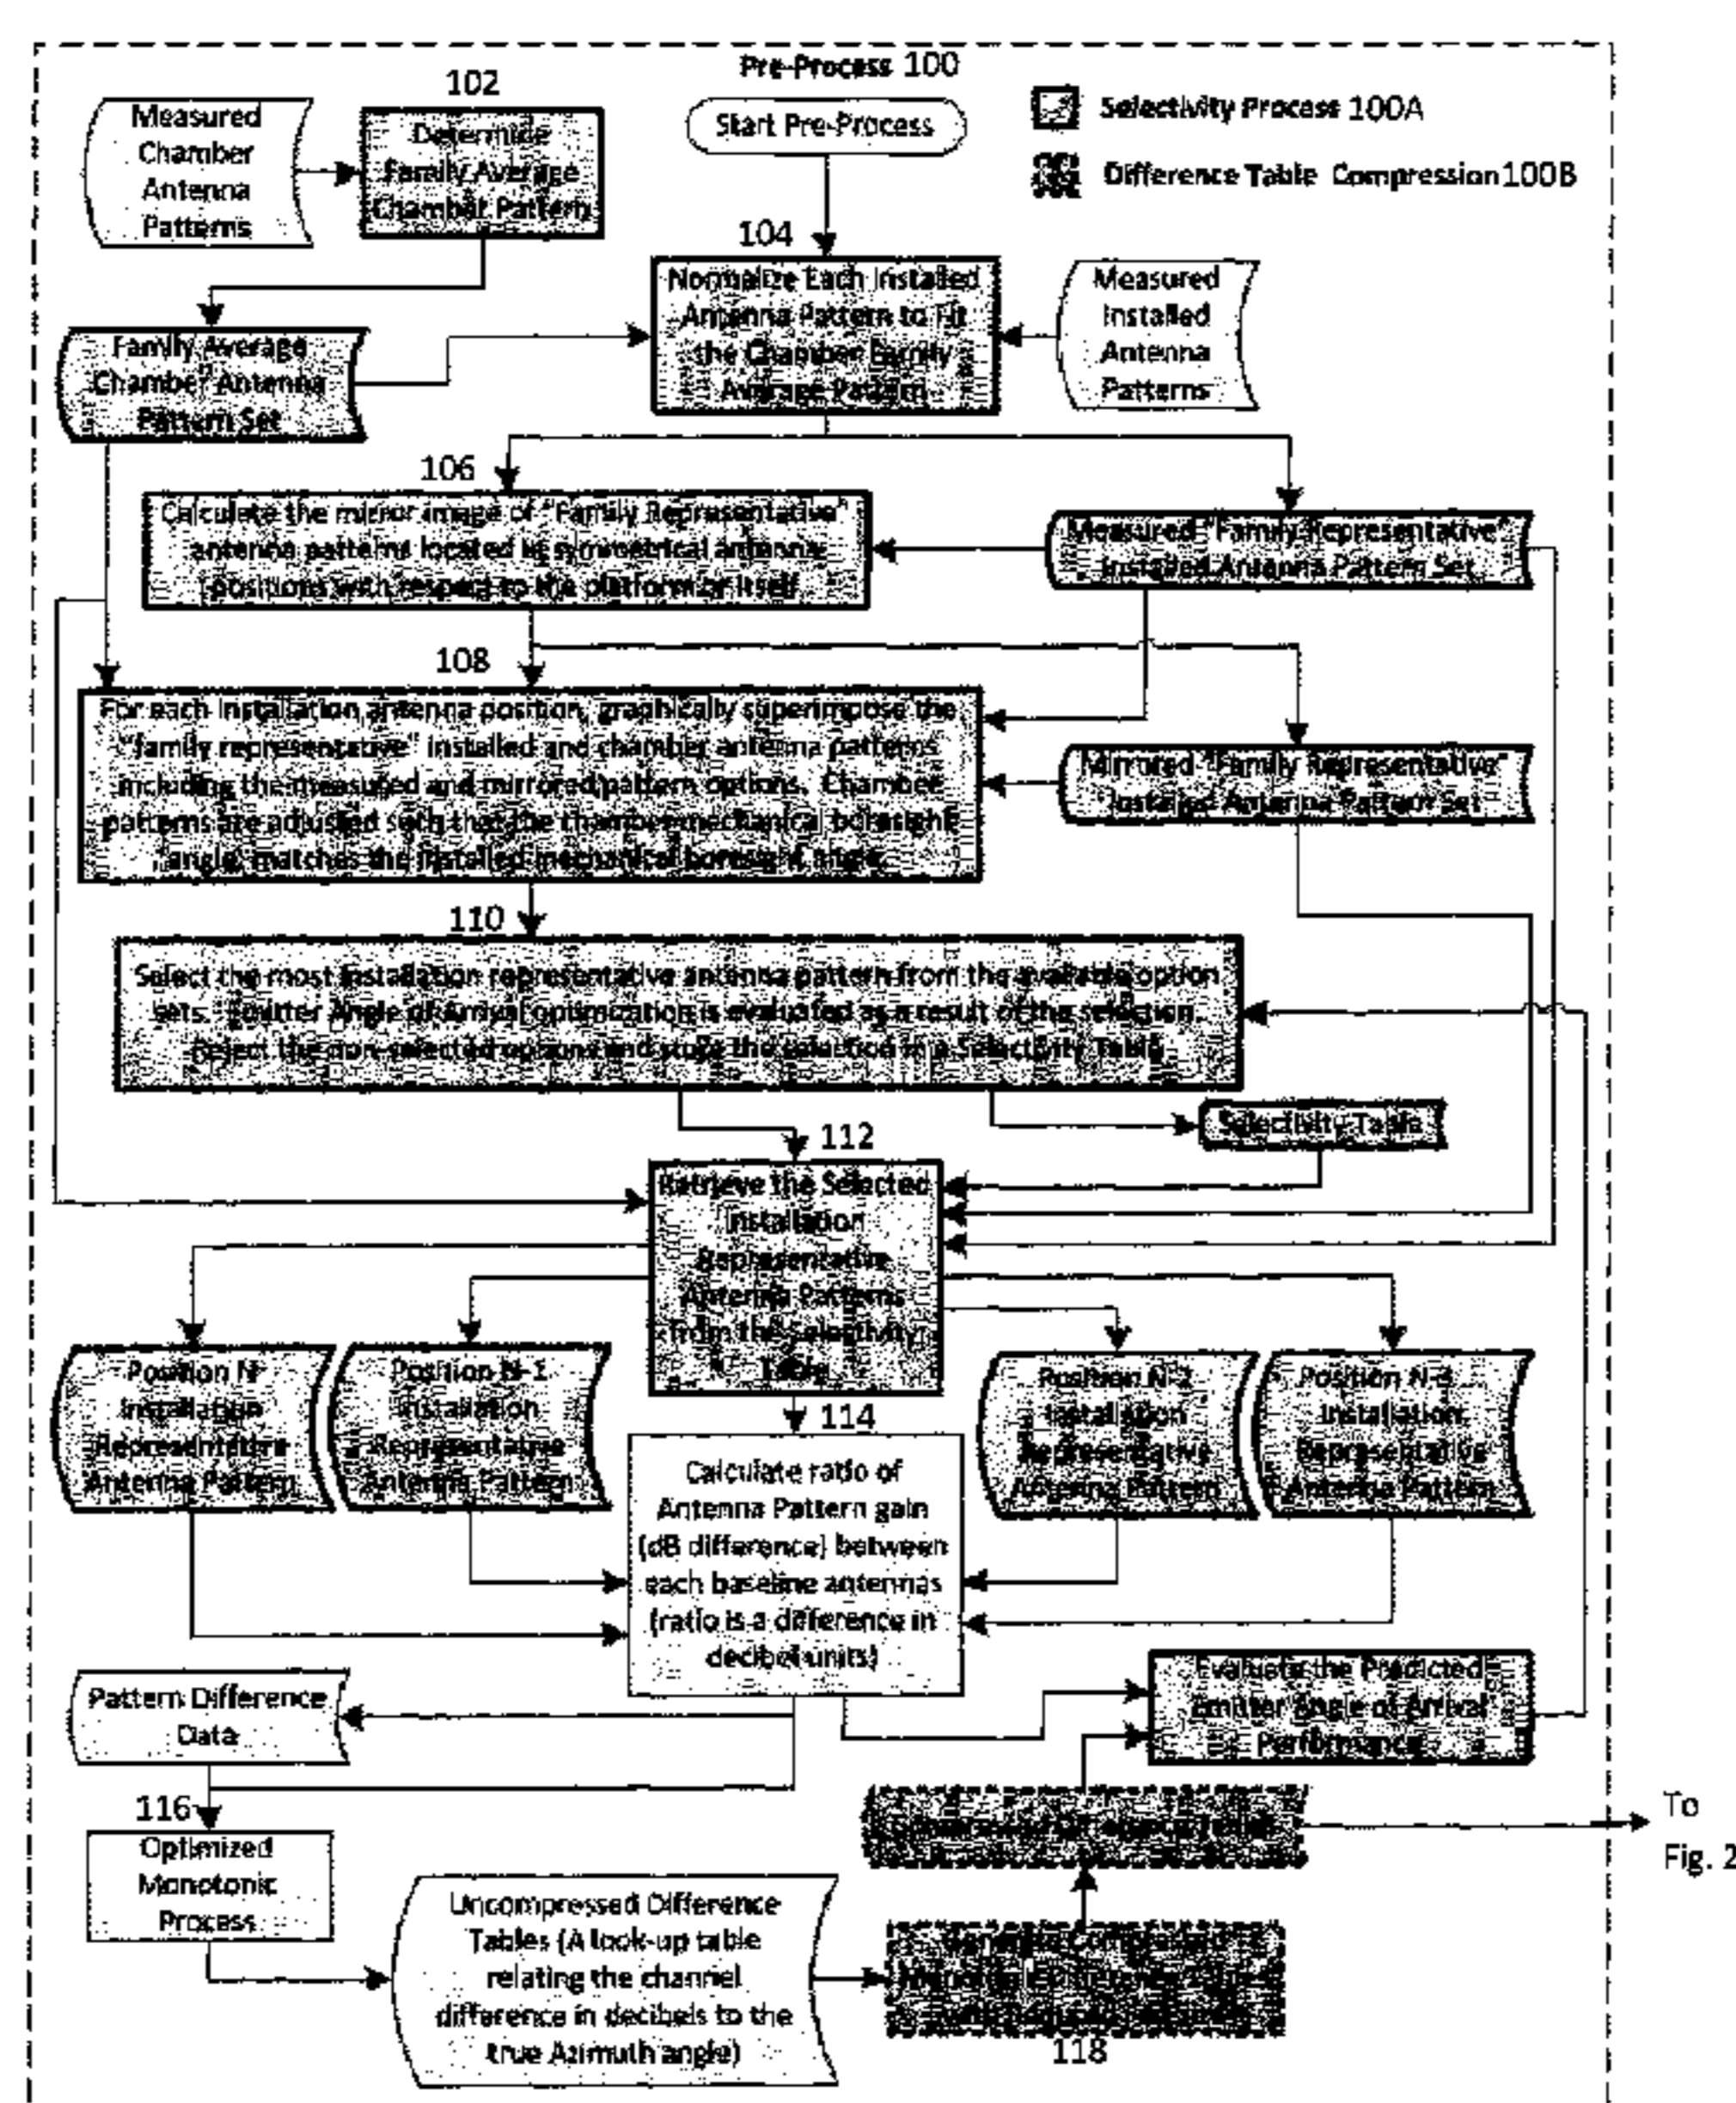 Pre-Process 100
Selectivity Process 100A
Difference Table Compression 100B
Measured
Chamber
Antenna
Patterns
102
Determine
Family Average
Chamber Pattern
Start Pre-Process
104
Normalize Each Installed
Antenna Pattern to Fit
the Chamber Family
Average Pattern
Measured
Installed
Antenna
Patterns
Family Average
Chamber Antenna
Pattern Set
106
Calculate the mirror image of "Family Representative"
antenna patterns located in symmetrical antenna
positions with respect to the platform or itself
Measured "Family Representative"
Installed Antenna Pattern Set
108
For each installation antenna position, graphically superimpose the
"family representative" installed and chamber antenna patterns
including the measured and mirrored pattern options. Chamber
patterns are adjusted such that the chamber mechanical boresight
angle matches the installed mechanical boresight angle.
Mirrored "Family Representative"
Installed Antenna Pattern Set
110
Select the most installation representative antenna pattern from the available option
sets. Emitter Angle of Arrival optimization is evaluated as a result of the selection.
Reject the non-selected options and store the selection in a Selectivity Table
Selectivity Table
112
Retrieve the Selected
Installation
Representative
Antenna Patterns
from the Selectivity
Table
Position N
Installation
Representative
Antenna Pattern
Position N-1
Installation
Representative
Antenna Pattern
Position N-2
Installation
Representative
Antenna Pattern
Position N-3
Installation
Representative
Antenna Pattern
114
Calculate ratio of
Antenna Pattern gain
(dB difference) between
each baseline antennas
(ratio is a difference in
decibel units)
Pattern Difference
Data
Evaluate the Predicted
Emitter Angle of Arrival
Performance
116
Optimized
Monotonic
Process
To
Fig. 2
Uncompressed Difference
Tables (A look-up table
relating the channel
difference in decibels to the
true Azimuth angle)
Generate Compressed
118